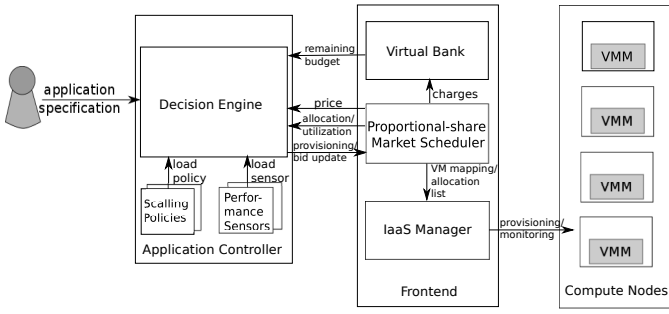 application
specification
Decision Engine
load
policy
load
sensor
Scalling
Policies
Perfor-
mance
Sensors
Application Controller
remaining
budget
price
allocation/
utilization
provisioning/
bid update
Virtual Bank
charges
Proportional-share
Market Scheduler
VM mapping/
allocation
list
IaaS Manager
Frontend
provisioning/
monitoring
VMM
VMM
VMM
VMM
Compute Nodes